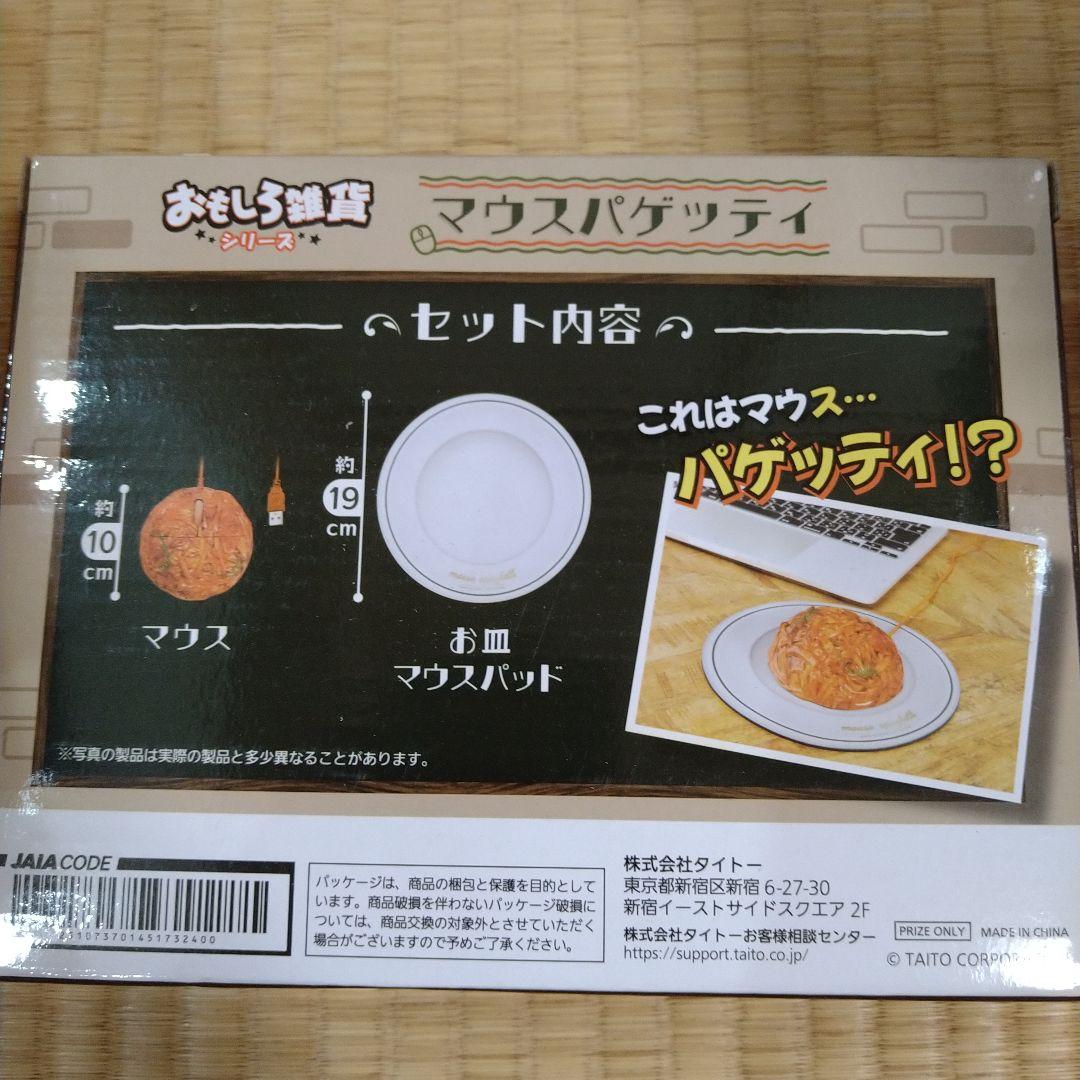 おもしろ雑貨
シリーズ
マウスパゲッティ
セット内容
これはマウス…
パゲッティ!?
約
10
cm
マウス
約
19
cm
お皿
マウスパッド
※写真の製品は実際の製品と多少異なることがあります。
JAIA CODE
パッケージは、商品の梱包と保護を目的として
います。商品破損を伴わないパッケージ破損に
ついては、商品交換の対象外とさせていただく
場合がございますので予めご了承ください。
株式会社タイトー
東京都新宿区新宿 6-27-30
新宿イーストサイドスクエア 2F
株式会社タイトーお客様相談センター
https://support.taito.co.jp/
PRIZE ONLY
MADE IN CHINA
© TAITO